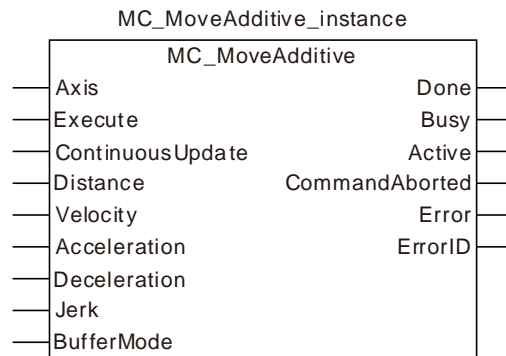 MC_MoveAdditive_instance
MC_MoveAdditive
Axis Done
Execute Busy
ContinuousUpdate Active
Distance CommandAborted
Velocity Error
Acceleration ErrorID
Deceleration
Jerk
BufferMode